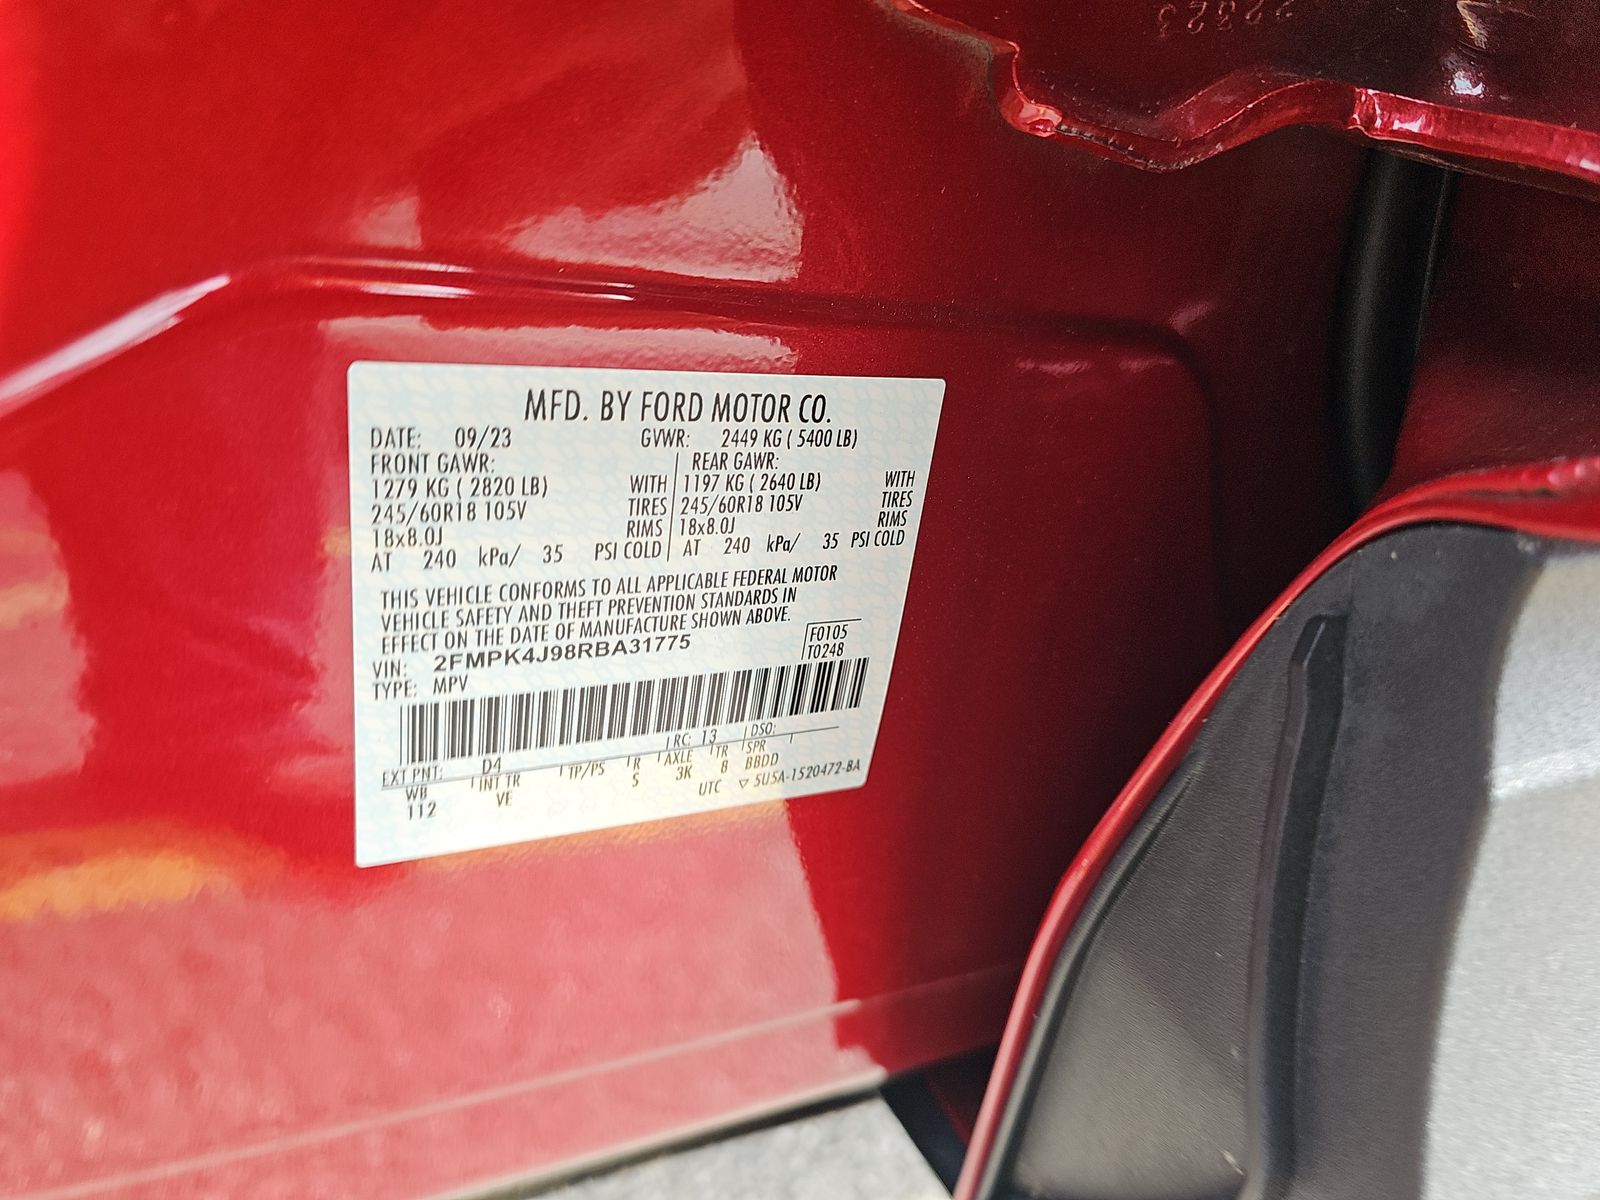 22823
MFD. BY FORD MOTOR CO.
DATE: 09/23 GVWR: 2449 KG ( 5400 LB)
FRONT GAWR: REAR GAWR:
1279 KG ( 2820 LB) WITH 1197 KG ( 2640 LB) WITH
245/60R18 105V TIRES 245/60R18 105V TIRES
18x8.0J RIMS 18x8.0J RIMS
AT 240 kPa/ 35 PSI COLD AT 240 kPa/ 35 PSI COLD
THIS VEHICLE CONFORMS TO ALL APPLICABLE FEDERAL MOTOR
VEHICLE SAFETY AND THEFT PREVENTION STANDARDS IN
EFFECT ON THE DATE OF MANUFACTURE SHOWN ABOVE.
VIN: 2FMPK4J98RBA31775 F0105
TYPE: MPV T0248
EXT PNT: D4 RC: 13 DSO:
WB INT TR TP/PS R AXLE TR SPR
112 VE S 3K B BBDD
UTC ▽ 5U5A-1520472-BA